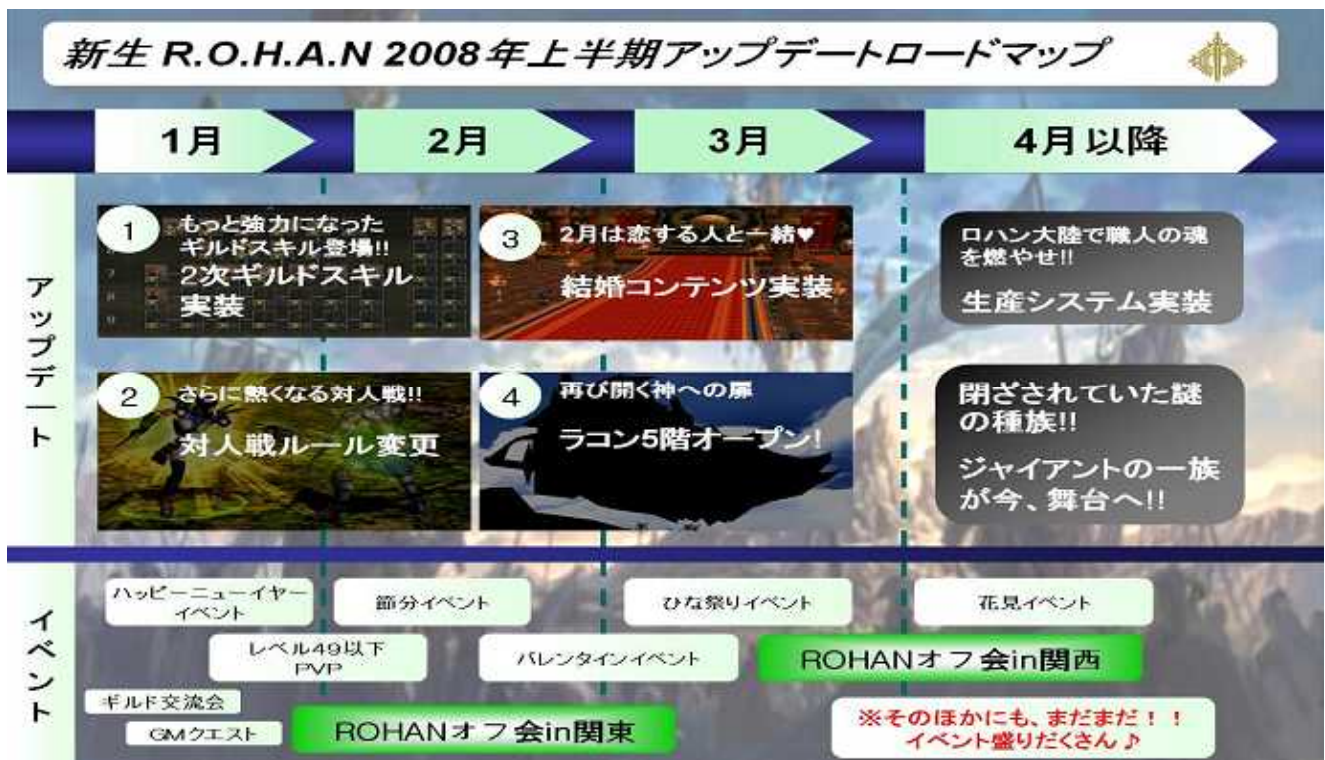 新生 R.O.H.A.N 2008年上半期アップデートロードマップ
1月
2月
3月
4月以降
アップデート
1
もっと強力になった
ギルドスキル登場!!
2次ギルドスキル
実装
3
2月は恋する人と一緒♥
結婚コンテンツ実装
ロハン大陸で職人の魂
を燃やせ!!
生産システム実装
2
さらに熱くなる対人戦!!
対人戦ルール変更
4
再び開く神への扉
ラコン5階オープン!
閉ざされていた謎
の種族!!
ジャイアントの一族
が今、舞台へ!!
イベント
ハッピーニューイヤー
イベント
節分イベント
ひな祭りイベント
花見イベント
レベル49以下
PVP
バレンタインイベント
ROHANオフ会in関西
ギルド交流会
GMクエスト
ROHANオフ会in関東
※そのほかにも、まだまだ！！
イベント盛りだくさん♪